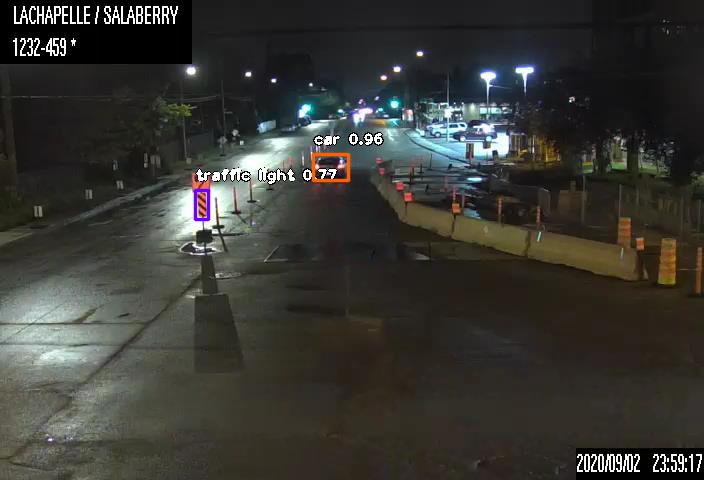 LACHAPELLE / SALABERRY
1232-459 *
car 0.96
traffic light 0.77
2020/09/02 23:59:17